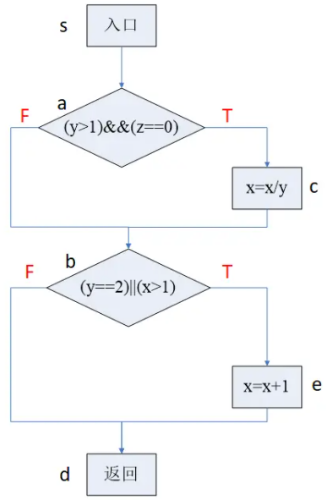 s 入口
a
F (y>1)&&(z==0) T
x=x/y c
b
F (y==2)||(x>1) T
x=x+1 e
d 返回